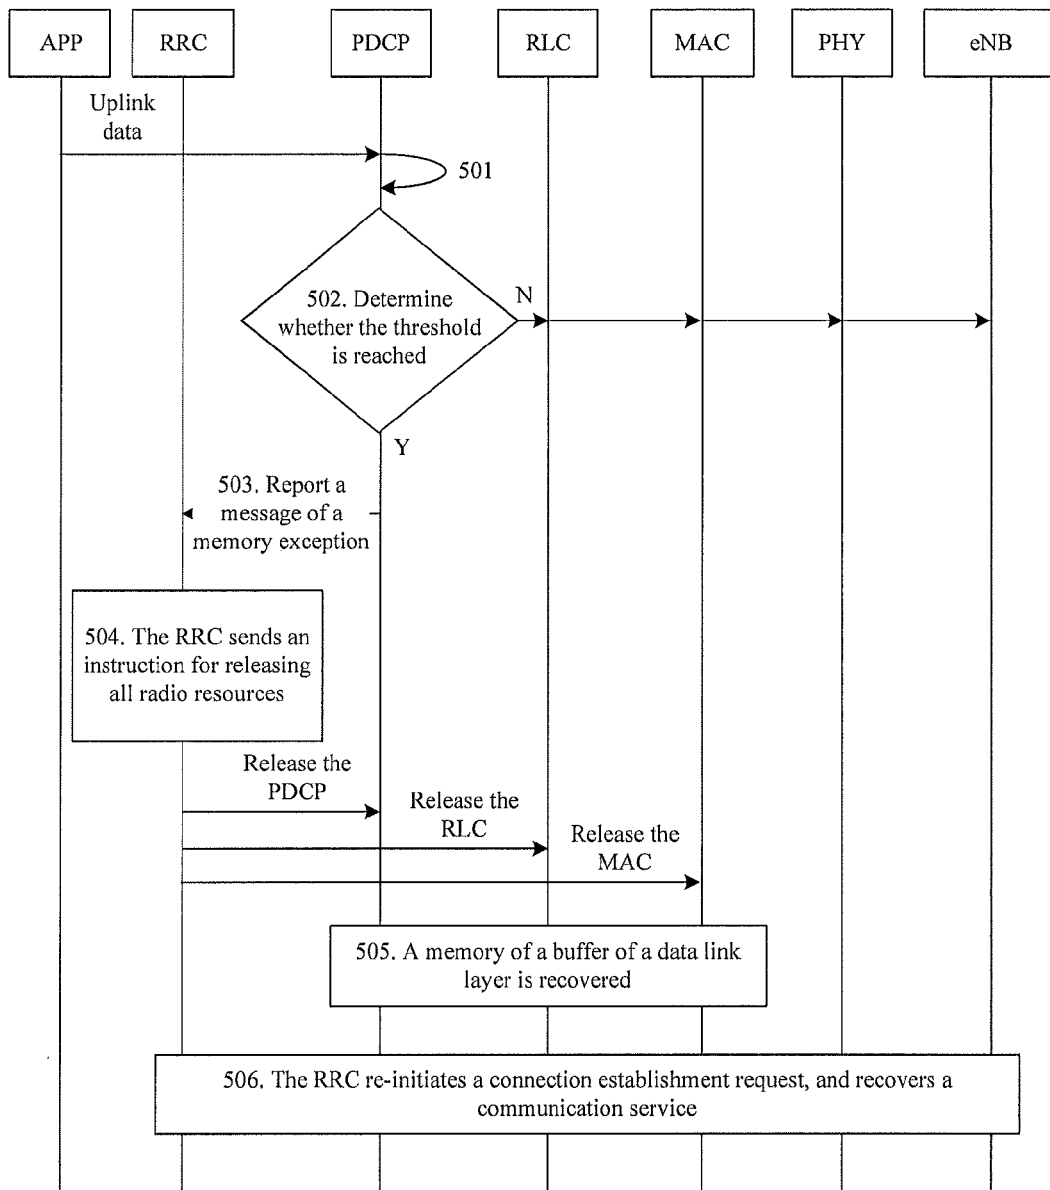 APP
RRC
PDCP
RLC
MAC
PHY
eNB
Uplink
data
501
502. Determine
whether the threshold
is reached
N
Y
503. Report a
message of a
memory exception
504. The RRC sends an
instruction for releasing
all radio resources
Release the
PDCP
Release the
RLC
Release the
MAC
505. A memory of a buffer of a data link
layer is recovered
506. The RRC re-initiates a connection establishment request, and recovers a
communication service